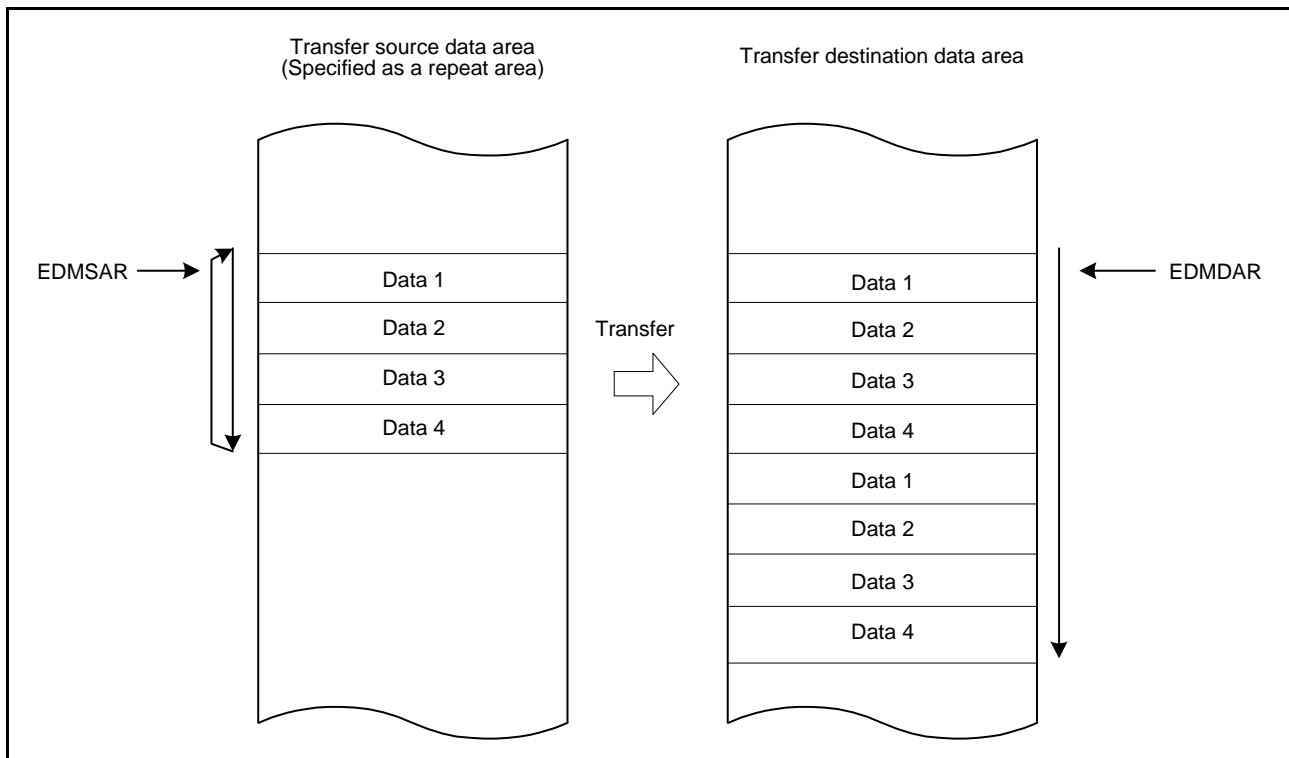 Transfer source data area
(Specified as a repeat area)
Transfer destination data area
EDMSAR
Data 1
Data 2
Data 3
Data 4
Transfer
Data 1
Data 2
Data 3
Data 4
Data 1
Data 2
Data 3
Data 4
EDMDAR